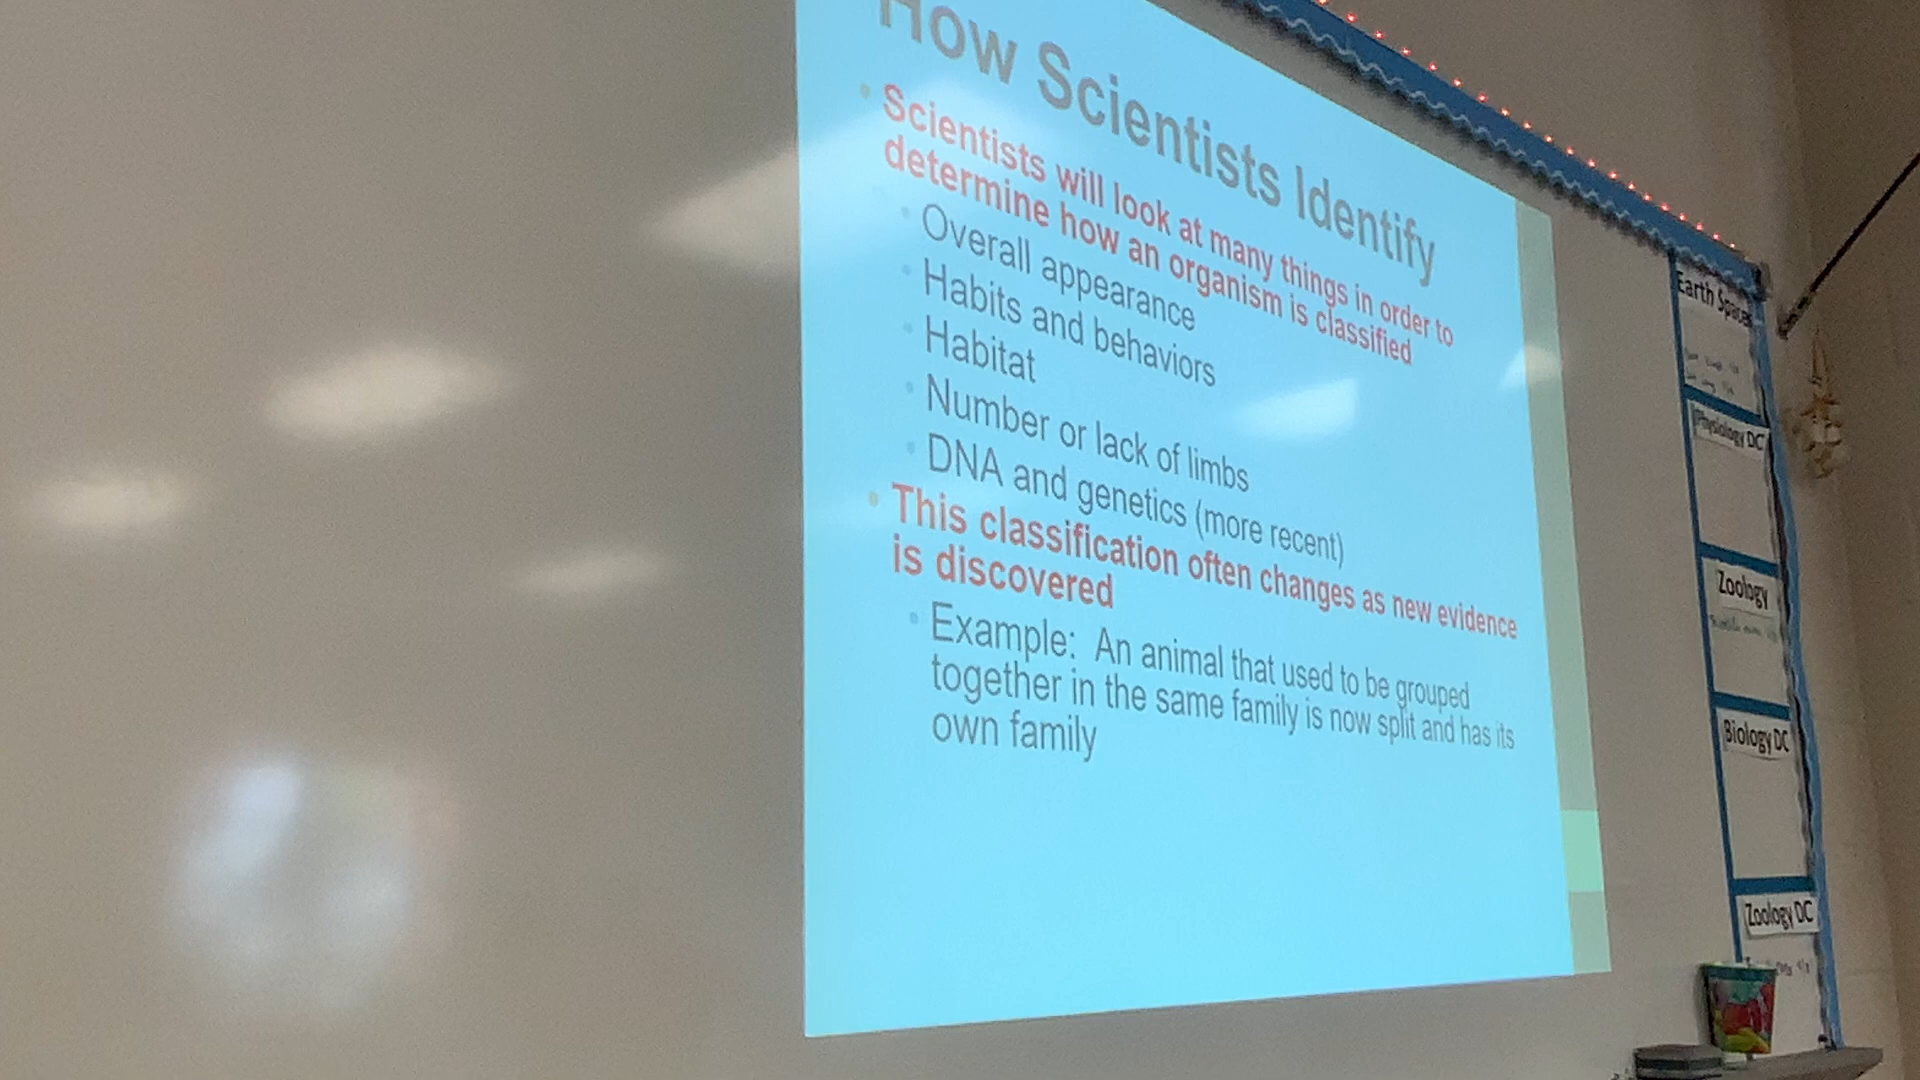 How Scientists Identify
• Scientists will look at many things in order to
determine how an organism is classified
• Overall appearance
• Habits and behaviors
• Habitat
• Number or lack of limbs
• DNA and genetics (more recent)
• This classification often changes as new evidence
is discovered
• Example: An animal that used to be grouped
together in the same family is now split and has its
own family
Earth Space
Physiology DC
Zoology
Biology DC
Zoology DC